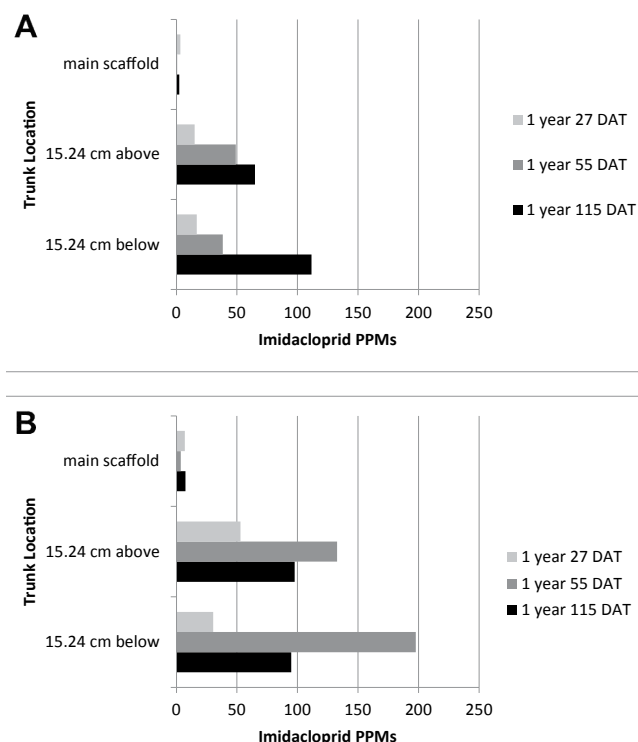 A
main scaffold
15.24 cm above
15.24 cm below
Trunk Location
0 50 100 150 200 250
Imidacloprid PPMs
1 year 27 DAT
1 year 55 DAT
1 year 115 DAT
B
main scaffold
15.24 cm above
15.24 cm below
Trunk Location
0 50 100 150 200 250
Imidacloprid PPMs
1 year 27 DAT
1 year 55 DAT
1 year 115 DAT